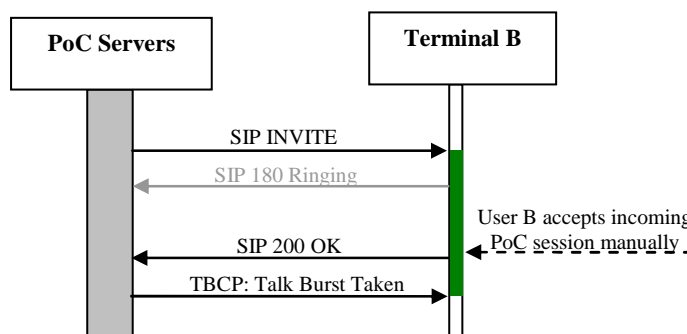 PoC Servers
Terminal B
SIP INVITE
SIP 180 Ringing
User B accepts incoming
PoC session manually
SIP 200 OK
TBCP: Talk Burst Taken